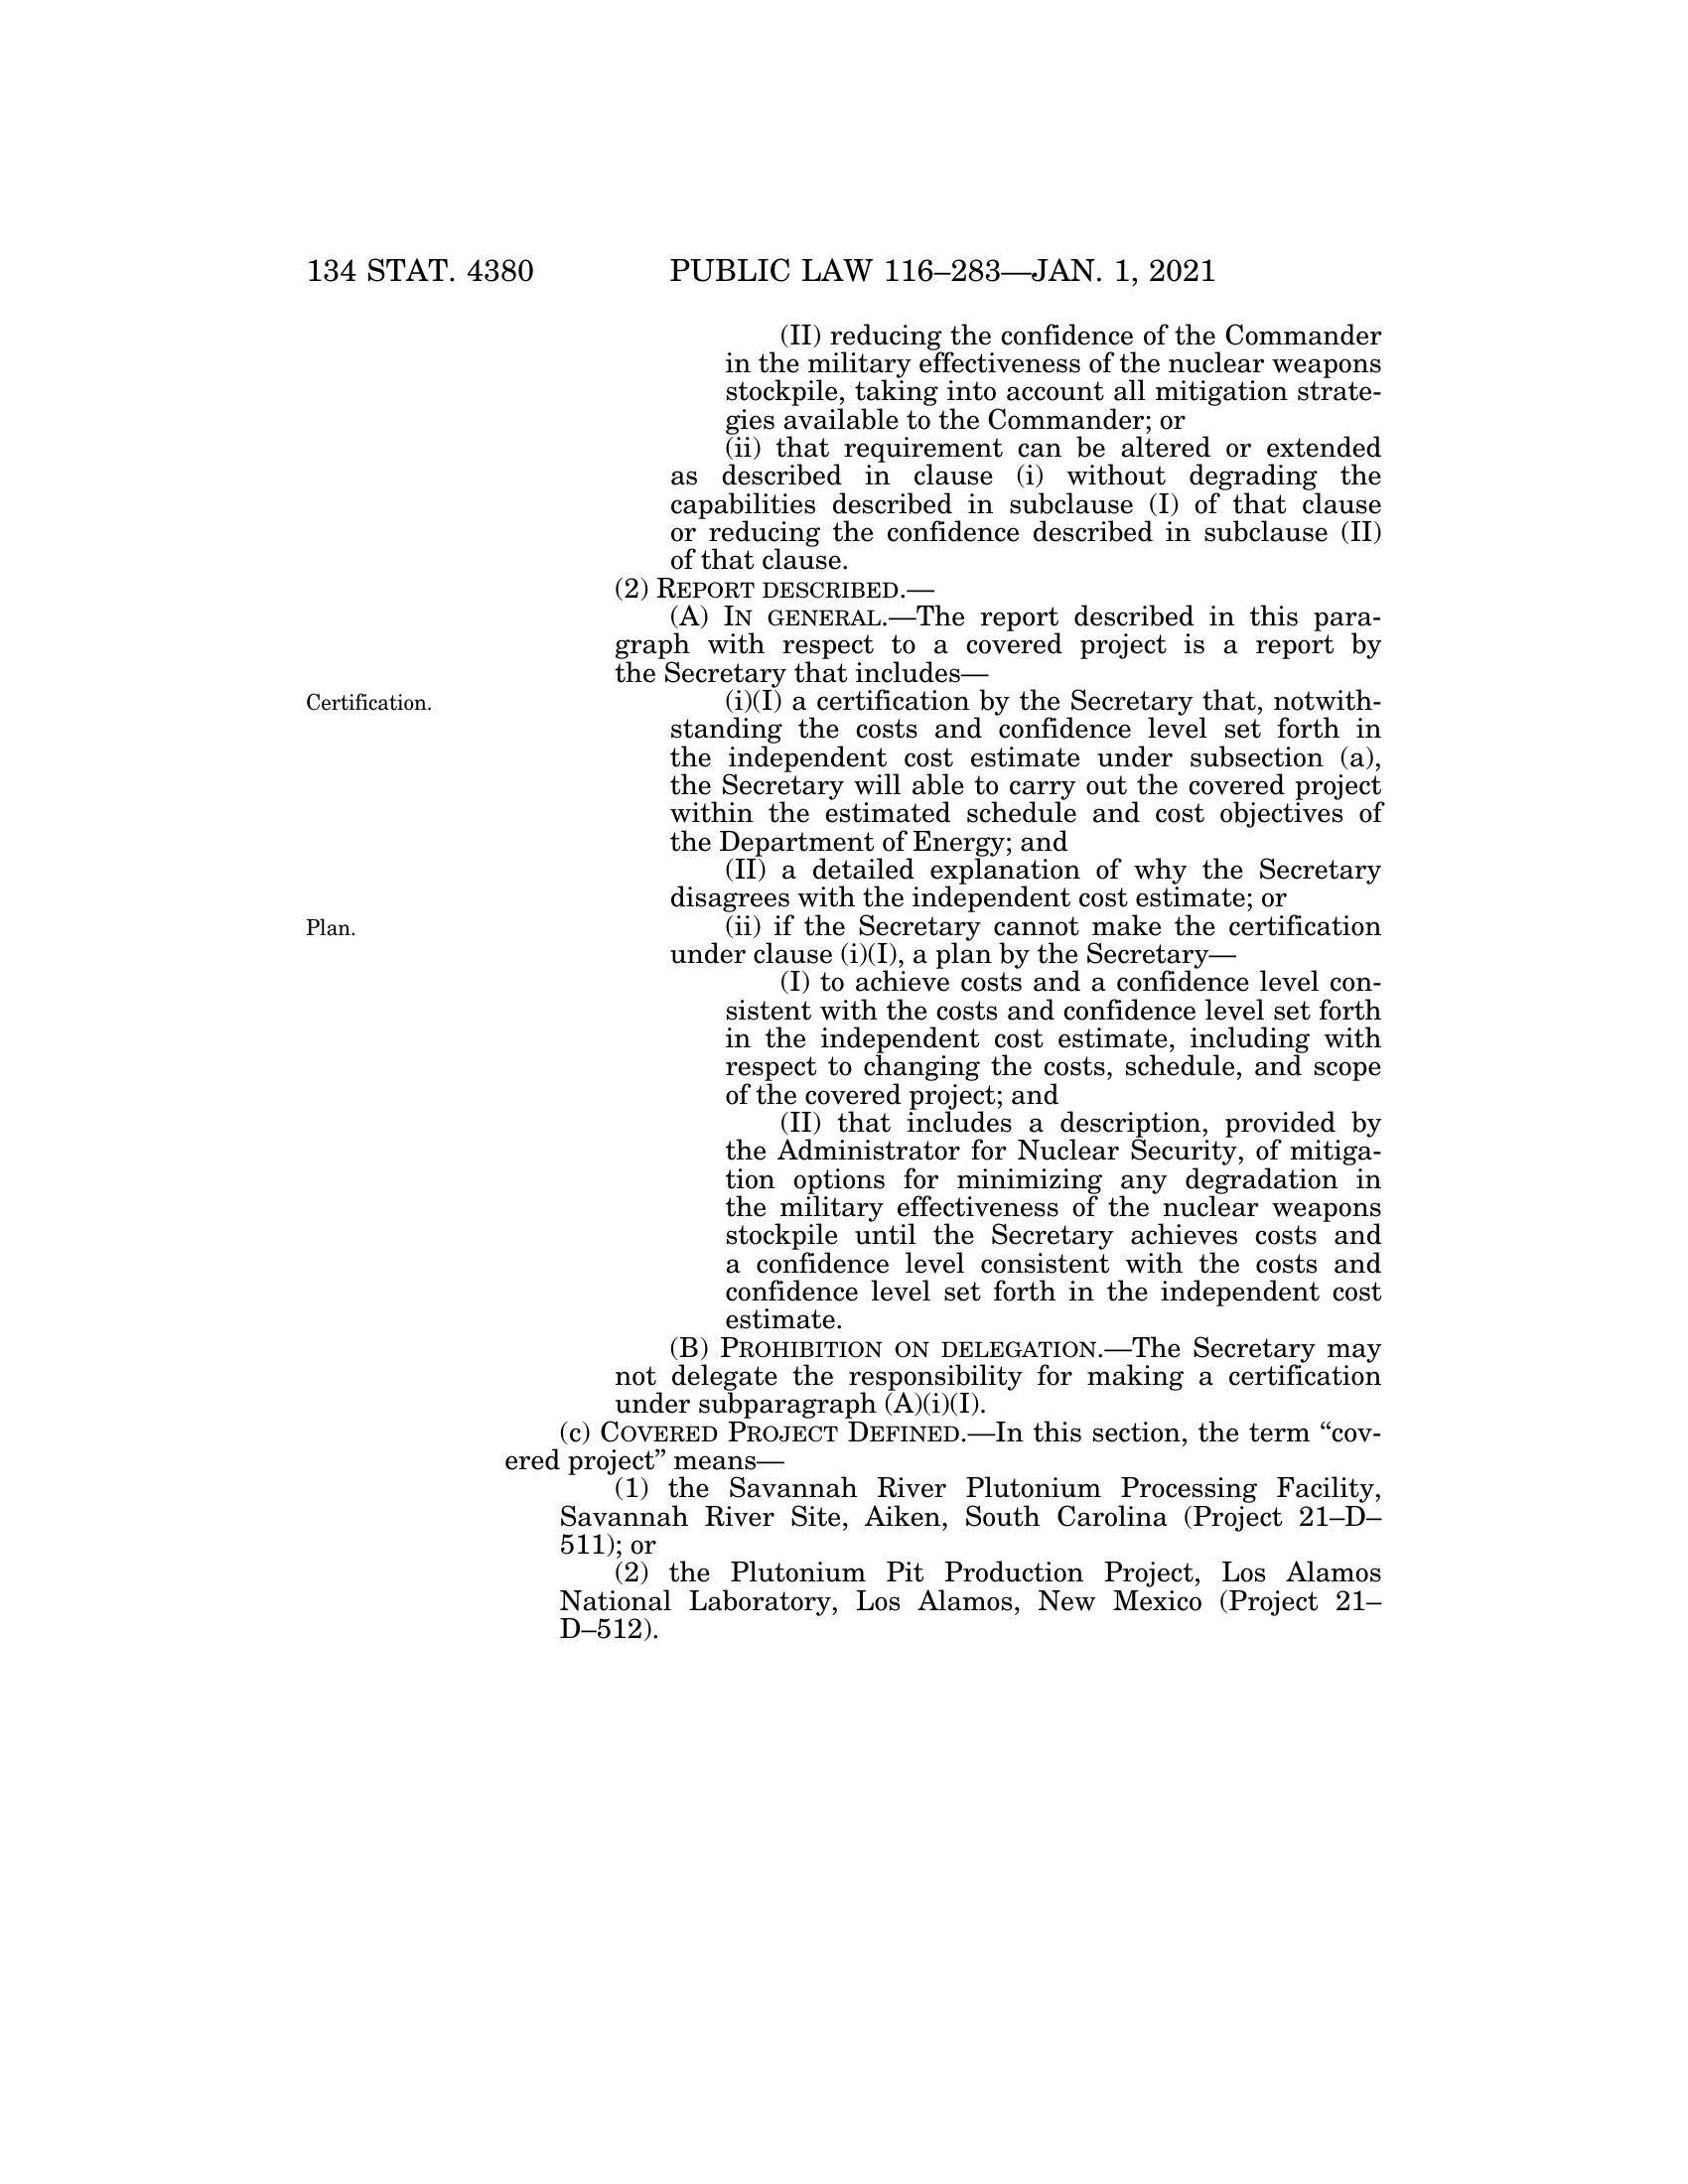 134 STAT. 4380 PUBLIC LAW 116–283—JAN. 1, 2021
(II) reducing the confidence of the Commander
in the military effectiveness of the nuclear weapons
stockpile, taking into account all mitigation strate-
gies available to the Commander; or
(ii) that requirement can be altered or extended
as described in clause (i) without degrading the
capabilities described in subclause (I) of that clause
or reducing the confidence described in subclause (II)
of that clause.
(2) REPORT DESCRIBED.—
(A) IN GENERAL.—The report described in this para-
graph with respect to a covered project is a report by
the Secretary that includes—
Certification.
(i)(I) a certification by the Secretary that, notwith-
standing the costs and confidence level set forth in
the independent cost estimate under subsection (a),
the Secretary will able to carry out the covered project
within the estimated schedule and cost objectives of
the Department of Energy; and
(II) a detailed explanation of why the Secretary
disagrees with the independent cost estimate; or
Plan.
(ii) if the Secretary cannot make the certification
under clause (i)(I), a plan by the Secretary—
(I) to achieve costs and a confidence level con-
sistent with the costs and confidence level set forth
in the independent cost estimate, including with
respect to changing the costs, schedule, and scope
of the covered project; and
(II) that includes a description, provided by
the Administrator for Nuclear Security, of mitiga-
tion options for minimizing any degradation in
the military effectiveness of the nuclear weapons
stockpile until the Secretary achieves costs and
a confidence level consistent with the costs and
confidence level set forth in the independent cost
estimate.
(B) PROHIBITION ON DELEGATION.—The Secretary may
not delegate the responsibility for making a certification
under subparagraph (A)(i)(I).
(c) COVERED PROJECT DEFINED.—In this section, the term “cov-
ered project” means—
(1) the Savannah River Plutonium Processing Facility,
Savannah River Site, Aiken, South Carolina (Project 21–D–
511); or
(2) the Plutonium Pit Production Project, Los Alamos
National Laboratory, Los Alamos, New Mexico (Project 21–
D–512).